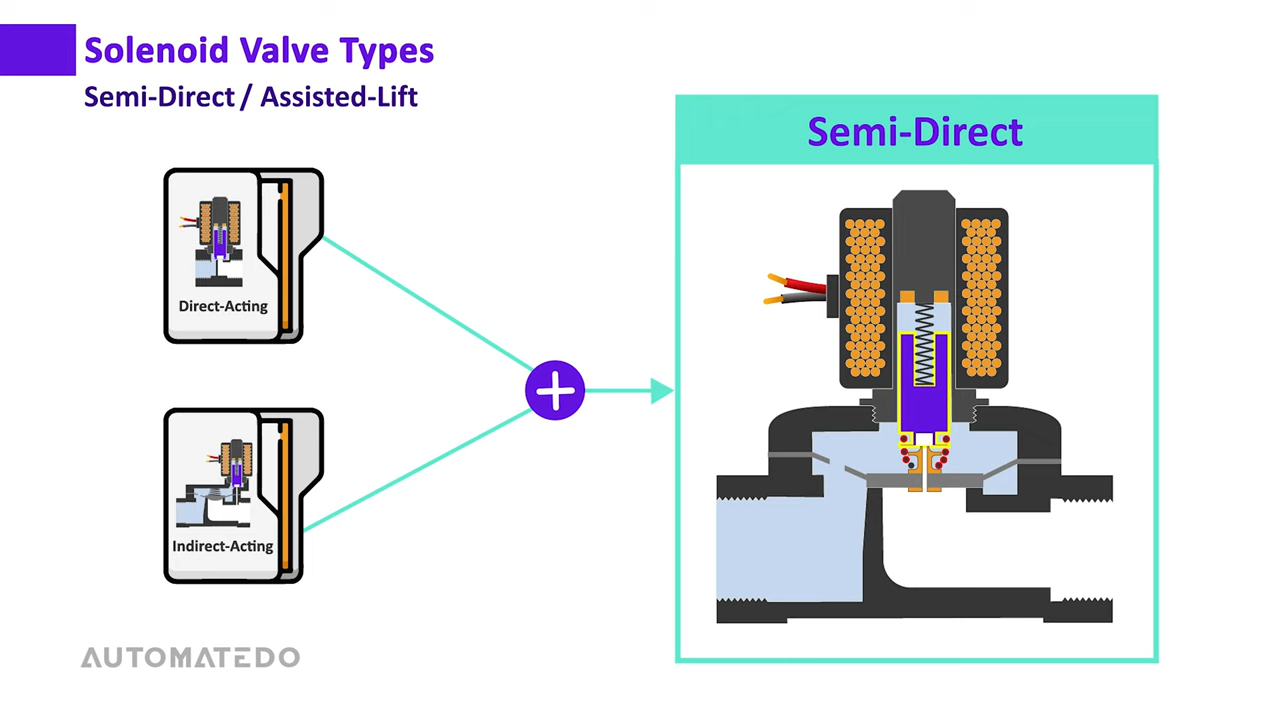 Solenoid Valve Types
Semi-Direct / Assisted-Lift
Semi-Direct
Direct-Acting
Indirect-Acting
AUTOMATEDO